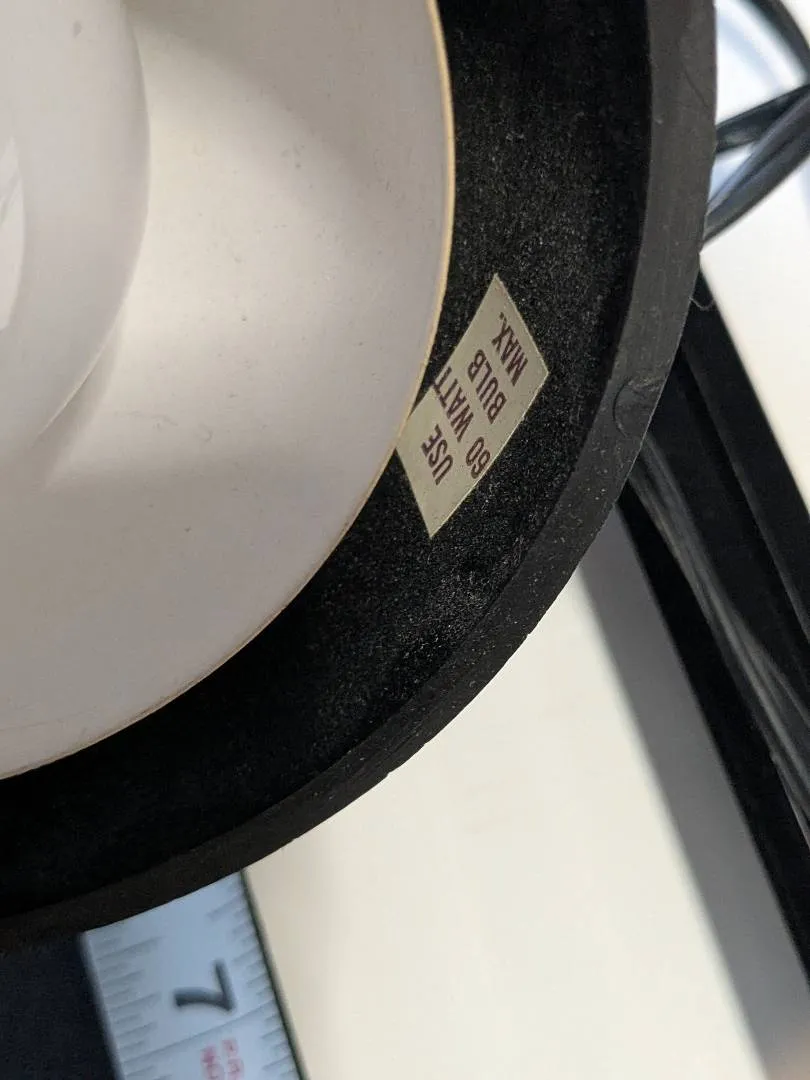 USE
60 WATT
BULB
MAX.
7